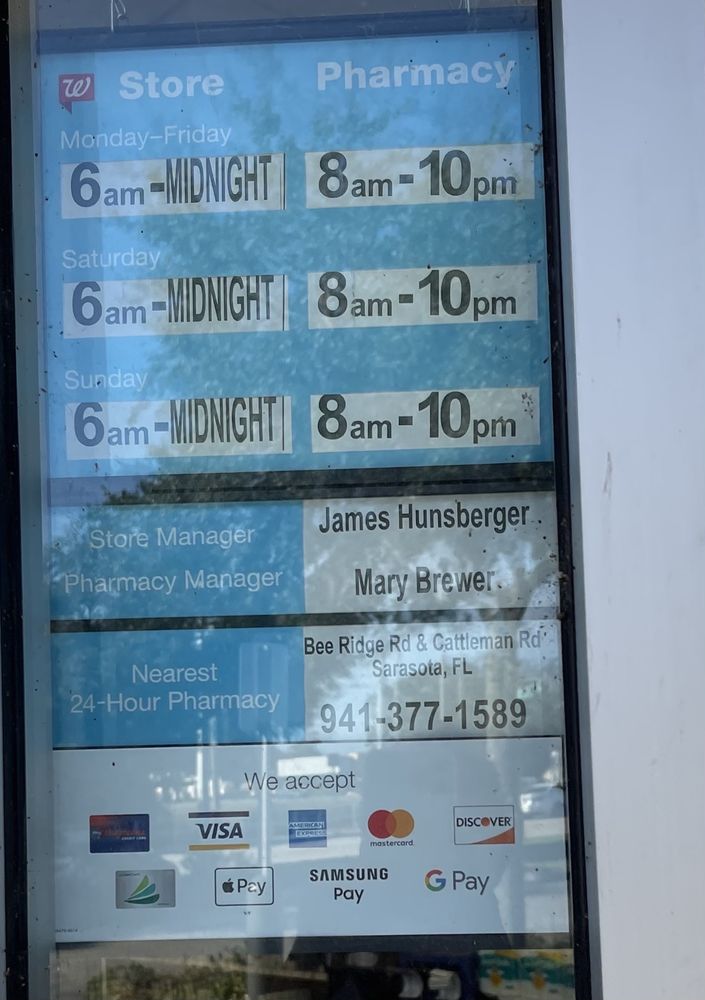 W Store Pharmacy
Monday–Friday
6am-MIDNIGHT 8am-10pm
Saturday
6am-MIDNIGHT 8am-10pm
Sunday
6am-MIDNIGHT 8am-10pm
Store Manager James Hunsberger
Pharmacy Manager Mary Brewer
Nearest
24-Hour Pharmacy
Bee Ridge Rd & Cattleman Rd
Sarasota, FL
941-377-1589
We accept
VISA
AMERICAN
EXPRESS
mastercard
DISCOVER
Pay
SAMSUNG
Pay
G Pay